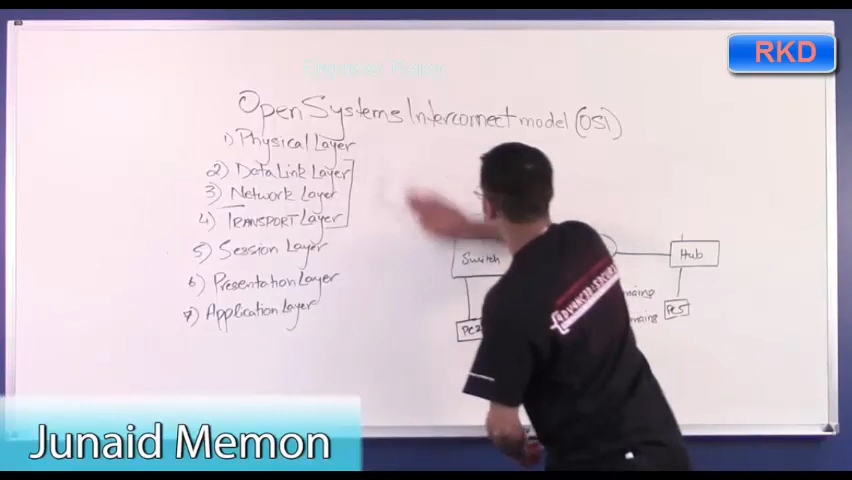 RKD
Open Systems Interconnect model (OSI)
1) Physical Layer
2) Data Link Layer
3) Network Layer
4) TRANSPORT Layer
5) Session Layer
6) Presentation Layer
7) Application Layer
Switch
Hub
PC2
PC5
Junaid Memon